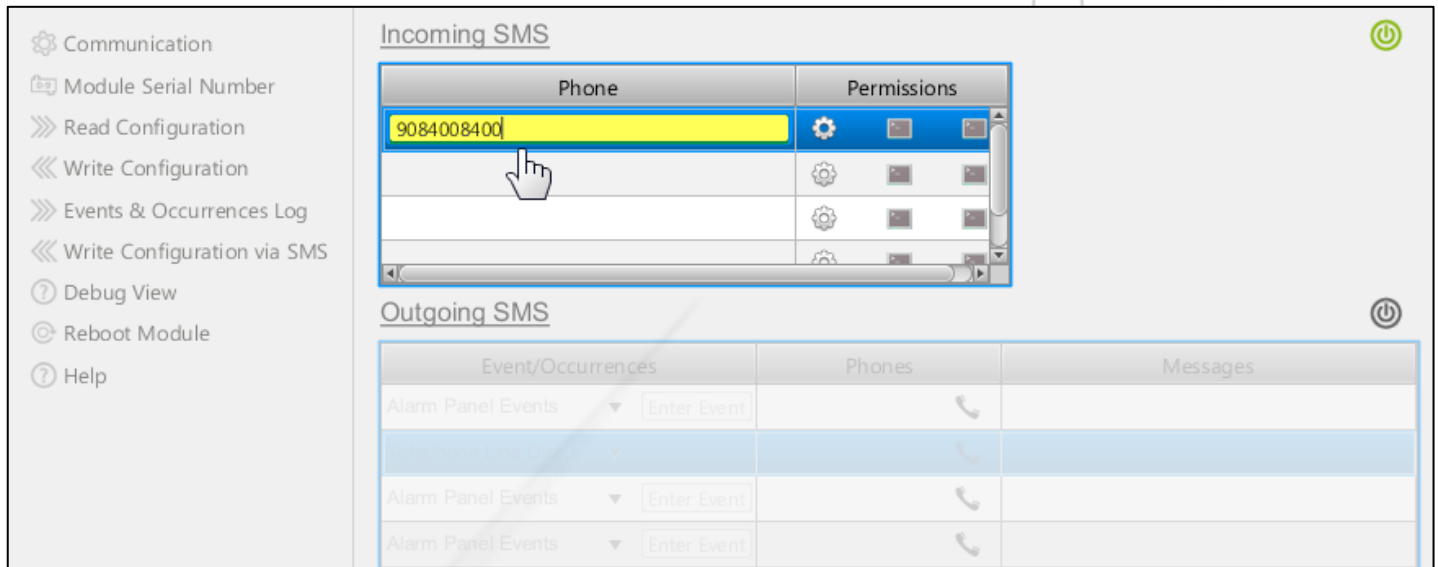 Communication
Module Serial Number
Read Configuration
Write Configuration
Events & Occurrences Log
Write Configuration via SMS
Debug View
Reboot Module
Help
Incoming SMS
Phone Permissions
9084008400
Outgoing SMS
Event/Occurrences Phones Messages
Alarm Panel Events Enter Event
Alarm Panel Events Enter Event
Alarm Panel Events Enter Event